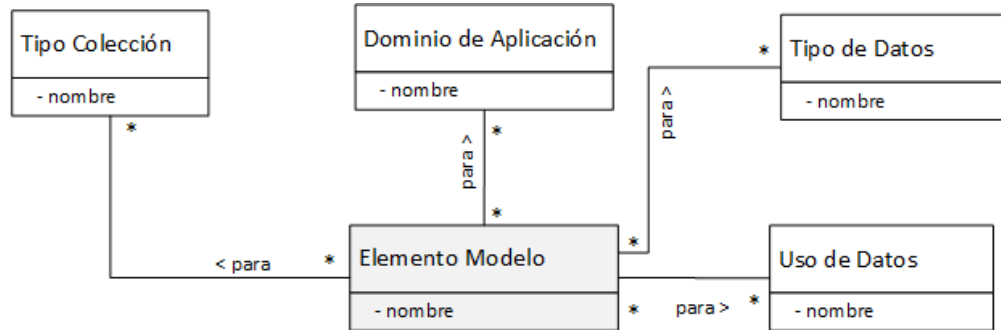 Tipo Colección
- nombre
Dominio de Aplicación
- nombre
Tipo de Datos
- nombre
*
*
*
para >
para >
*
*
< para
*
Elemento Modelo
- nombre
*
para >
*
Uso de Datos
- nombre